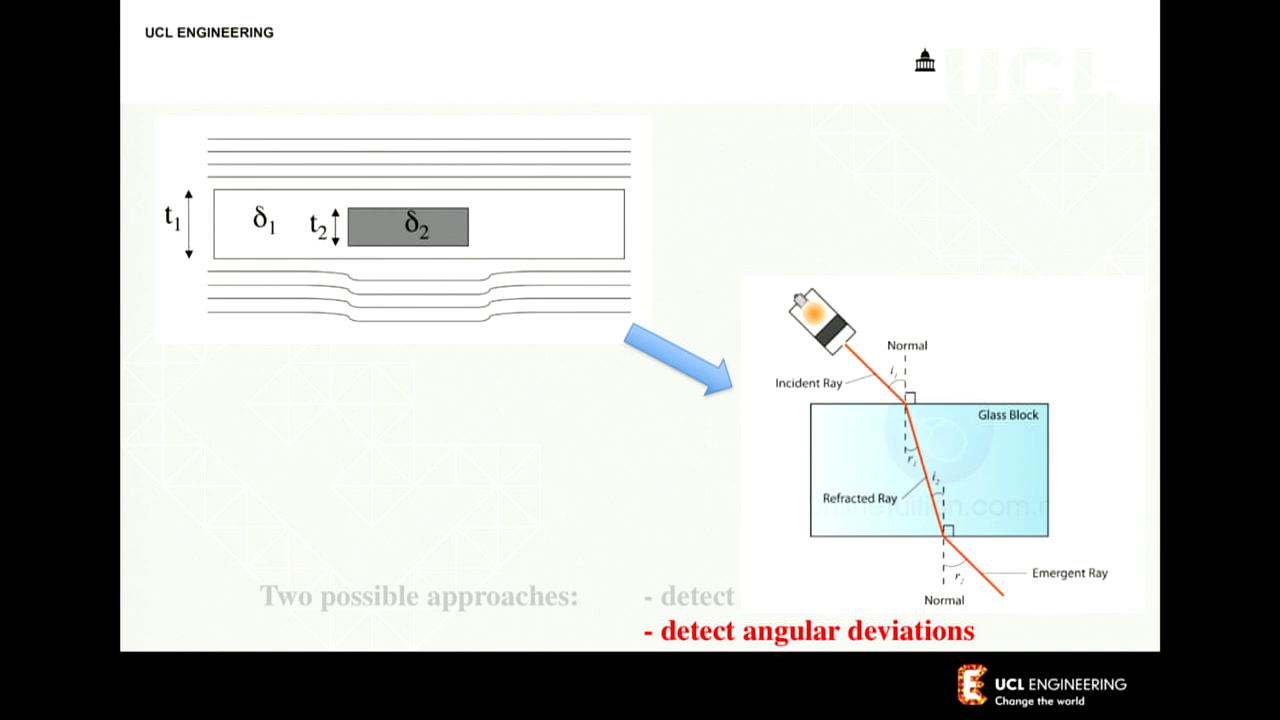 UCL ENGINEERING
UCL
t1
δ1
t2
δ2
Normal
i1
Incident Ray
Glass Block
r1
i2
Refracted Ray
r2
Emergent Ray
Normal
Two possible approaches: - detect
- detect angular deviations
UCL ENGINEERING
Change the world